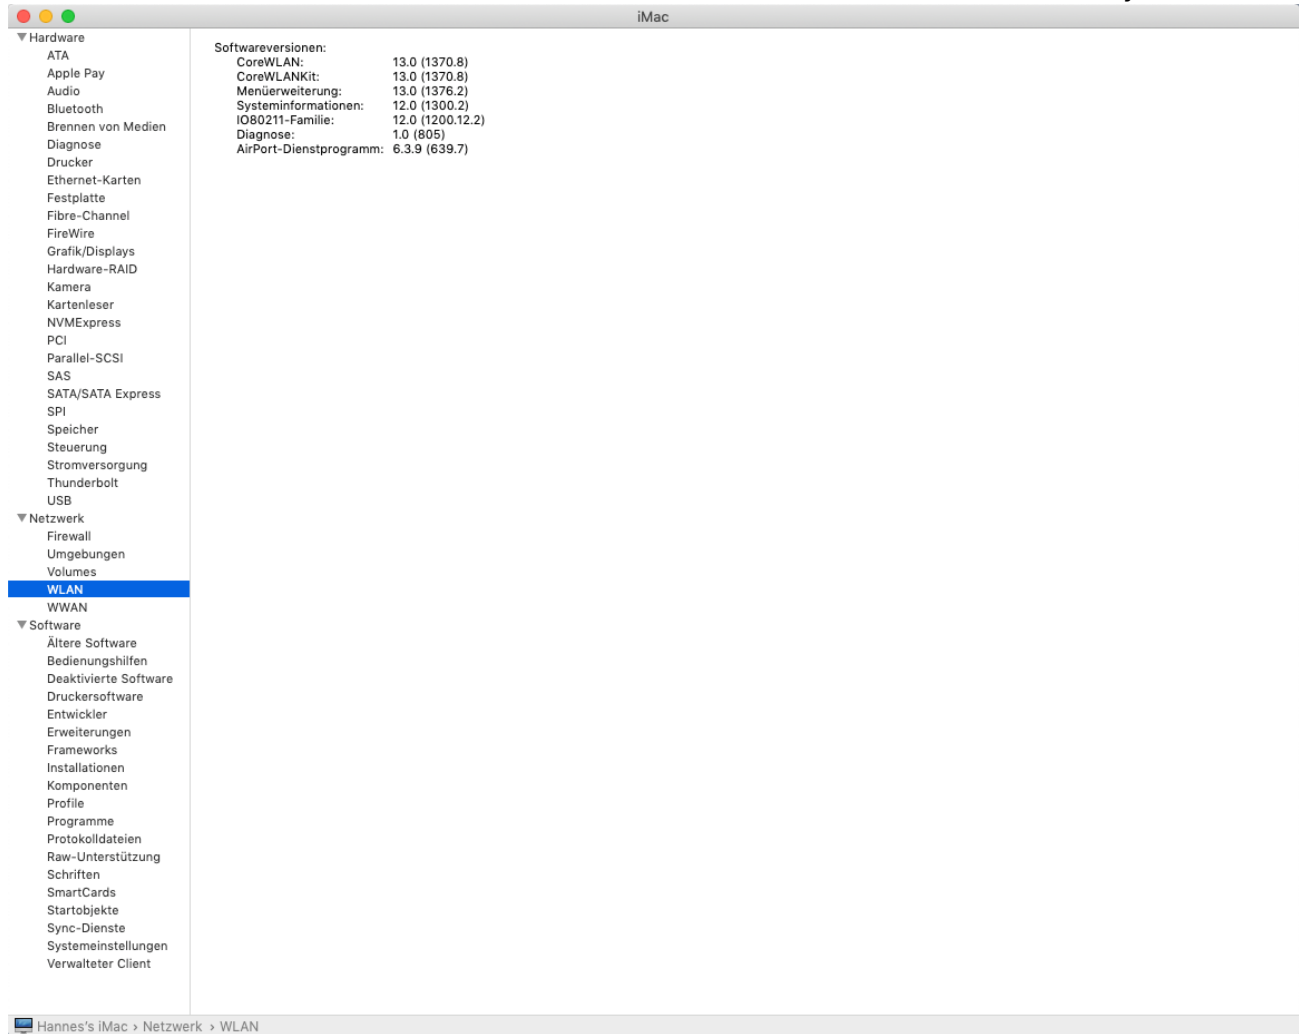 iMac
Hardware
ATA
Apple Pay
Audio
Bluetooth
Brennen von Medien
Diagnose
Drucker
Ethernet-Karten
Festplatte
Fibre-Channel
FireWire
Grafik/Displays
Hardware-RAID
Kamera
Kartenleser
NVMExpress
PCI
Parallel-SCSI
SAS
SATA/SATA Express
SPI
Speicher
Steuerung
Stromversorgung
Thunderbolt
USB
Netzwerk
Firewall
Umgebungen
Volumes
WLAN
WWAN
Software
Ältere Software
Bedienungshilfen
Deaktivierte Software
Druckersoftware
Entwickler
Erweiterungen
Frameworks
Installationen
Komponenten
Profile
Programme
Protokolldateien
Raw-Unterstützung
Schriften
SmartCards
Startobjekte
Sync-Dienste
Systemeinstellungen
Verwalteter Client
Softwareversionen:
CoreWLAN: 13.0 (1370.8)
CoreWLANKit: 13.0 (1370.8)
Menüerweiterung: 13.0 (1376.2)
Systeminformationen: 12.0 (1300.2)
IO80211-Familie: 12.0 (1200.12.2)
Diagnose: 1.0 (805)
AirPort-Dienstprogramm: 6.3.9 (639.7)
Hannes's iMac › Netzwerk › WLAN